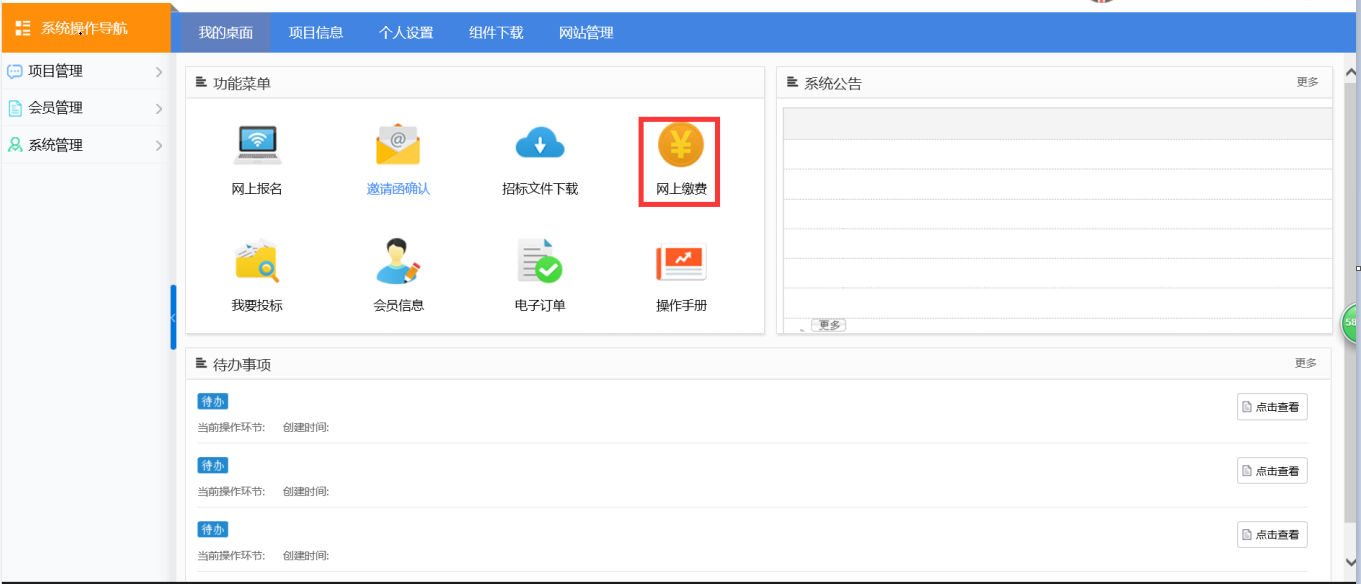 系统操作导航
我的桌面 项目信息 个人设置 组件下载 网站管理
项目管理
会员管理
系统管理
功能菜单
网上报名 邀请函确认 招标文件下载 网上缴费
我要投标 会员信息 电子订单 操作手册
系统公告 更多
更多
待办事项 更多
待办
当前操作环节: 创建时间:
点击查看
待办
当前操作环节: 创建时间:
点击查看
待办
当前操作环节: 创建时间:
点击查看
58